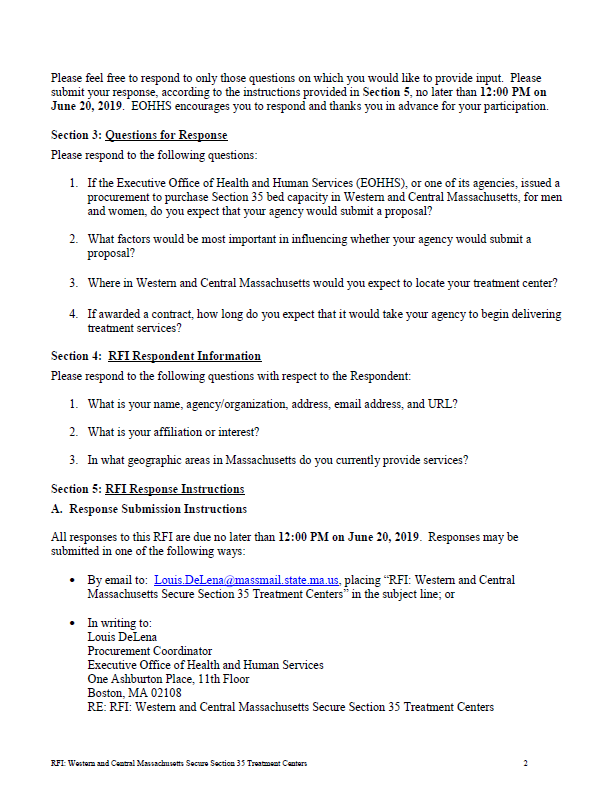 Please feel free to respond to only those questions on which you would like to provide input.  Please
submit your response, according to the instructions provided in Section 5, no later than 12:00 PM on
June 20, 2019.  EOHHS encourages you to respond and thanks you in advance for your participation.
Section 3: Questions for Response
Please respond to the following questions:
1. If the Executive Office of Health and Human Services (EOHHS), or one of its agencies, issued a
procurement to purchase Section 35 bed capacity in Western and Central Massachusetts, for men
and women, do you expect that your agency would submit a proposal?
2. What factors would be most important in influencing whether your agency would submit a
proposal?
3. Where in Western and Central Massachusetts would you expect to locate your treatment center?
4. If awarded a contract, how long do you expect that it would take your agency to begin delivering
treatment services?
Section 4:  RFI Respondent Information
Please respond to the following questions with respect to the Respondent:
1. What is your name, agency/organization, address, email address, and URL?
2. What is your affiliation or interest?
3. In what geographic areas in Massachusetts do you currently provide services?
Section 5: RFI Response Instructions
A. Response Submission Instructions
All responses to this RFI are due no later than 12:00 PM on June 20, 2019.  Responses may be
submitted in one of the following ways:
• By email to:  Louis.DeLena@massmail.state.ma.us, placing “RFI: Western and Central
Massachusetts Secure Section 35 Treatment Centers” in the subject line; or
• In writing to:
Louis DeLena
Procurement Coordinator
Executive Office of Health and Human Services
One Ashburton Place, 11th Floor
Boston, MA 02108
RE: RFI: Western and Central Massachusetts Secure Section 35 Treatment Centers
RFI: Western and Central Massachusetts Secure Section 35 Treatment Centers 2